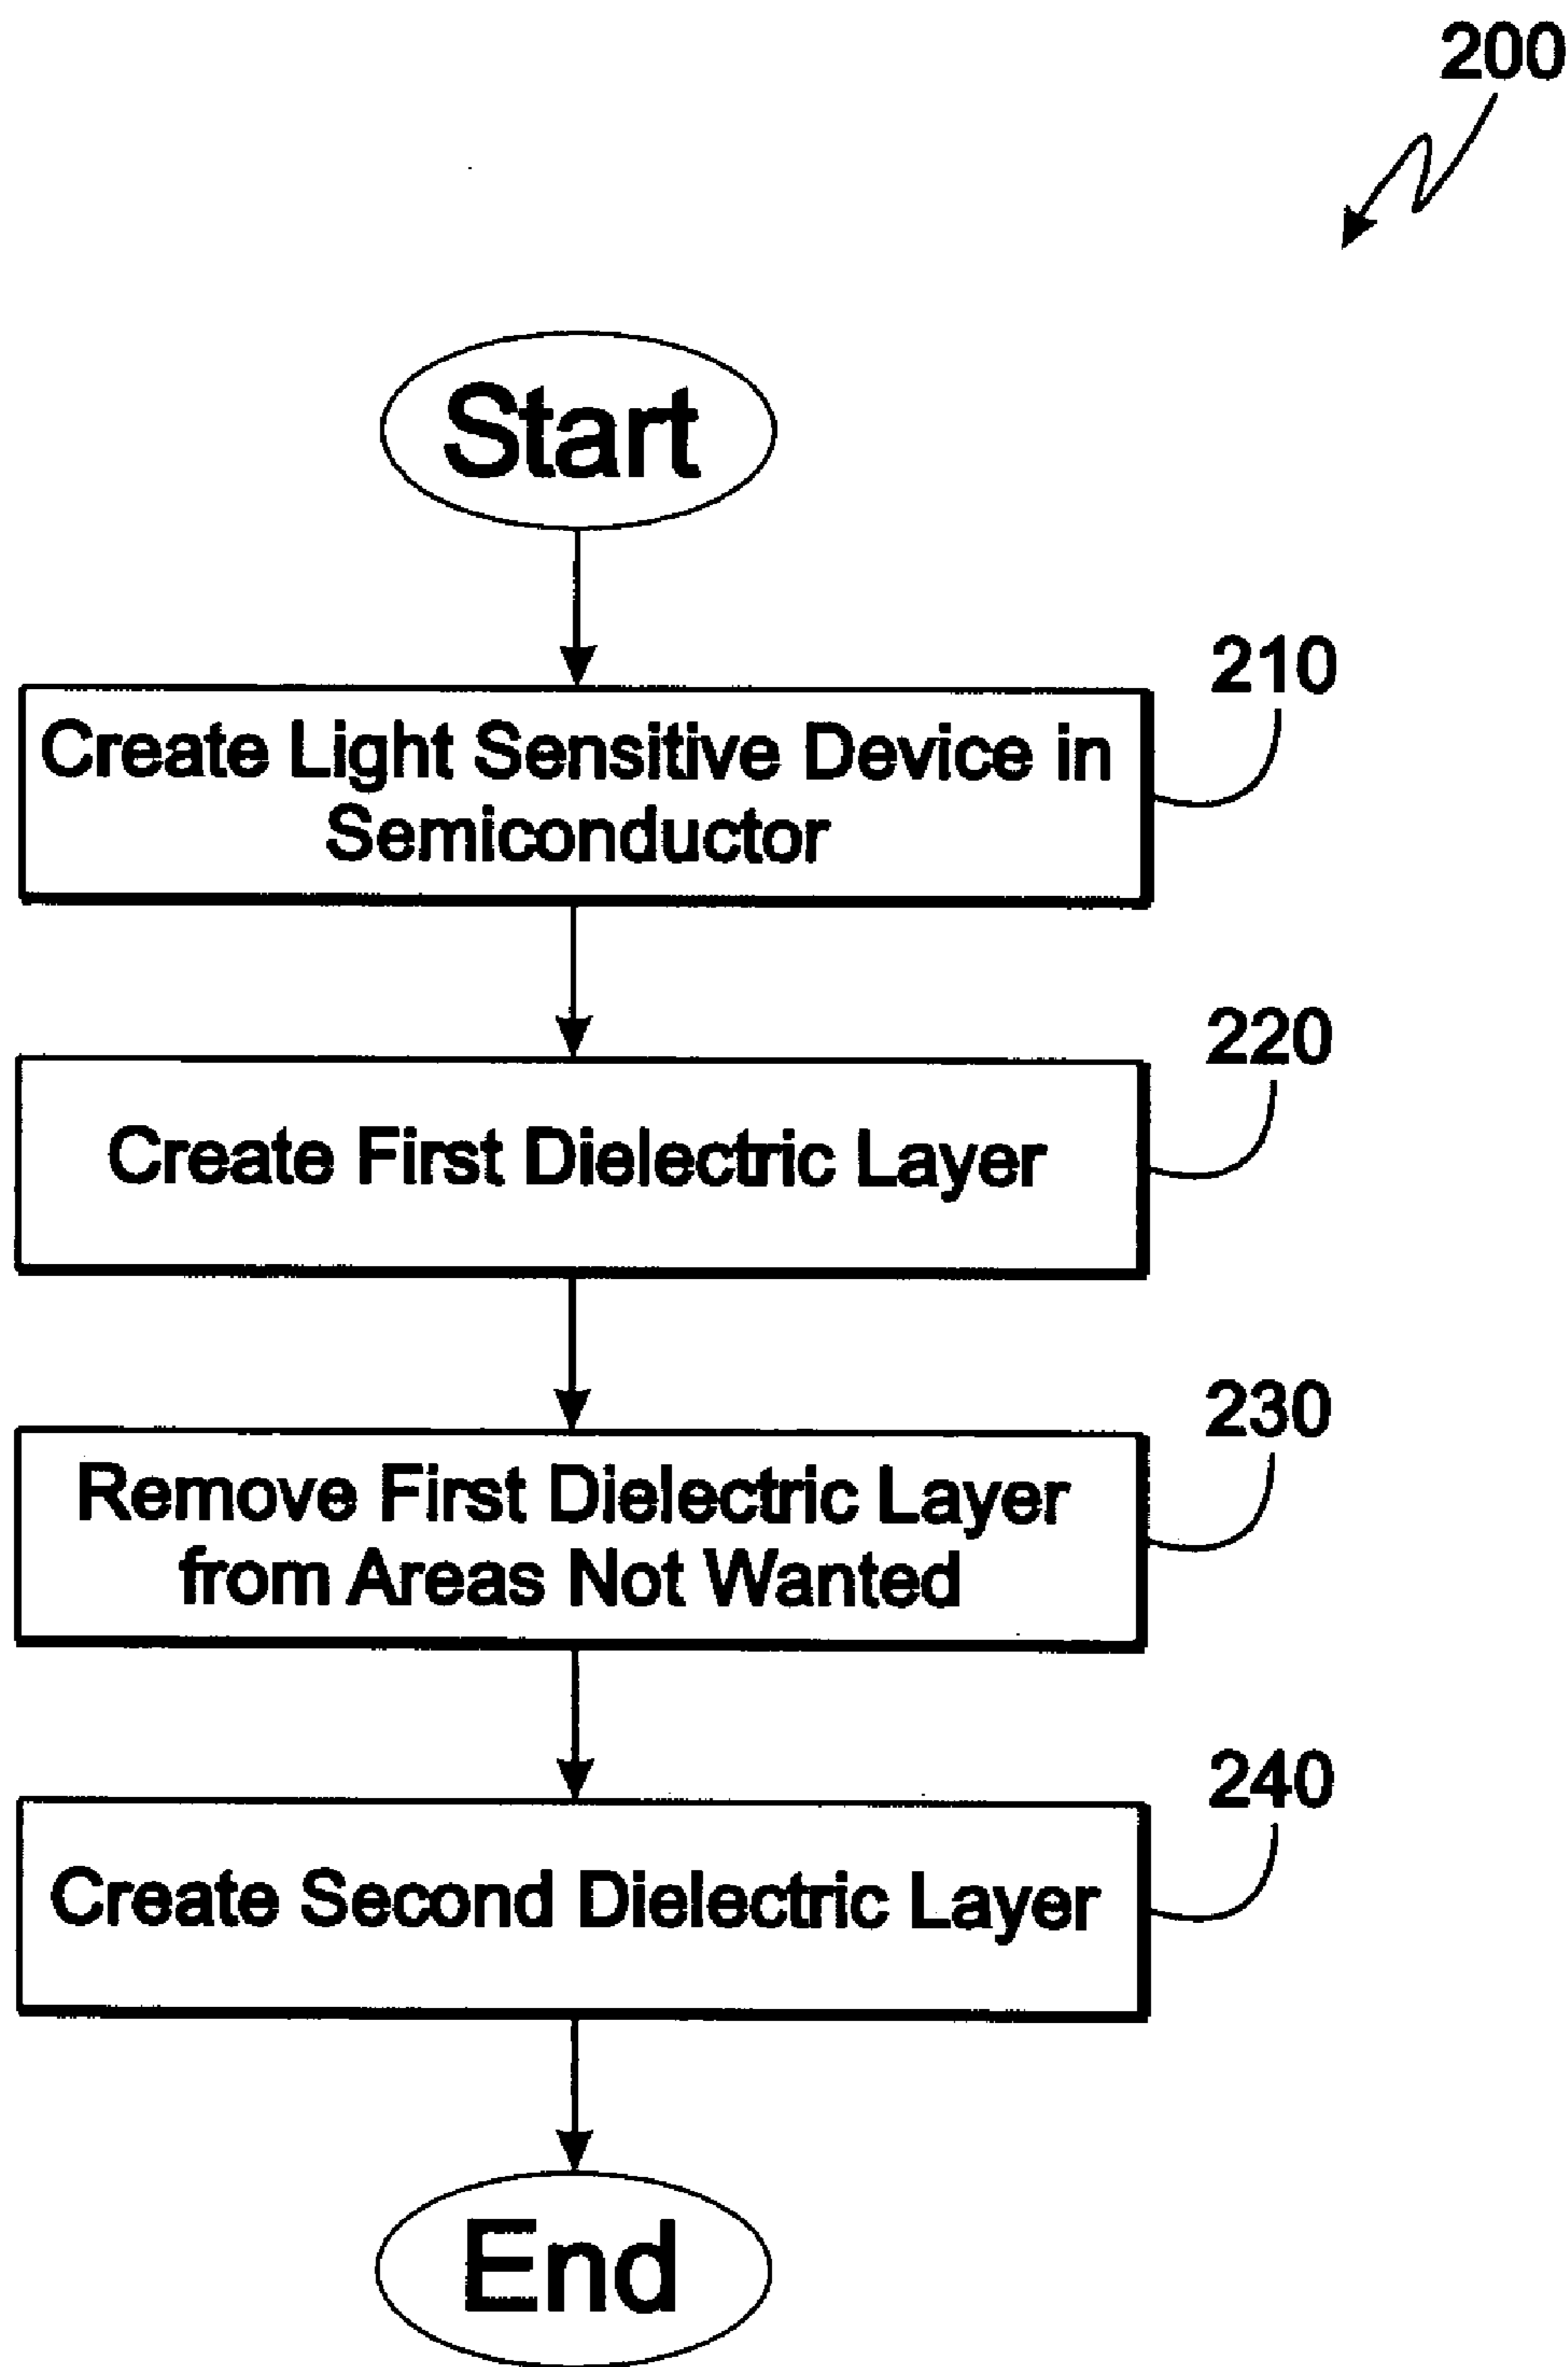 200
Start
210
Create Light Sensitive Device in
Semiconductor
220
Create First Dielectric Layer
230
Remove First Dielectric Layer
from Areas Not Wanted
240
Create Second Dielectric Layer
End